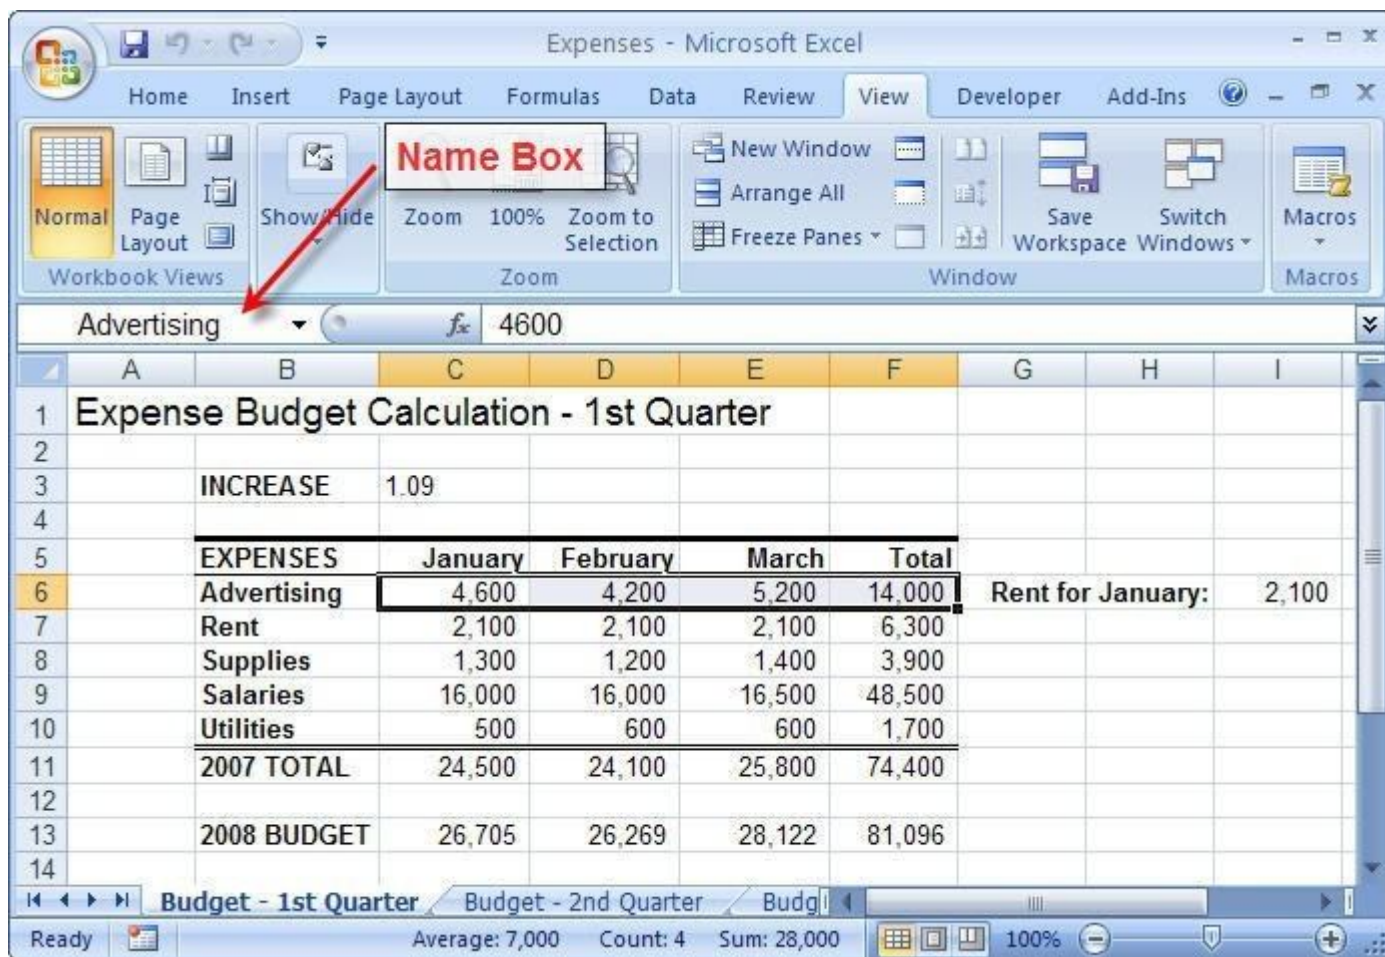 Expenses - Microsoft Excel
Home Insert Page Layout Formulas Data Review View Developer Add-Ins
Name Box
New Window
Arrange All
Freeze Panes
Normal Page Layout Show/Hide Zoom 100% Zoom to Selection Save Workspace Switch Windows Macros
Workbook Views Zoom Window Macros
Advertising fx 4600
A B C D E F G H I
1 Expense Budget Calculation - 1st Quarter
2
3 INCREASE 1.09
4
5 EXPENSES January February March Total
6 Advertising 4,600 4,200 5,200 14,000 Rent for January: 2,100
7 Rent 2,100 2,100 2,100 6,300
8 Supplies 1,300 1,200 1,400 3,900
9 Salaries 16,000 16,000 16,500 48,500
10 Utilities 500 600 600 1,700
11 2007 TOTAL 24,500 24,100 25,800 74,400
12
13 2008 BUDGET 26,705 26,269 28,122 81,096
14
Budget - 1st Quarter Budget - 2nd Quarter Budg
Ready Average: 7,000 Count: 4 Sum: 28,000 100%